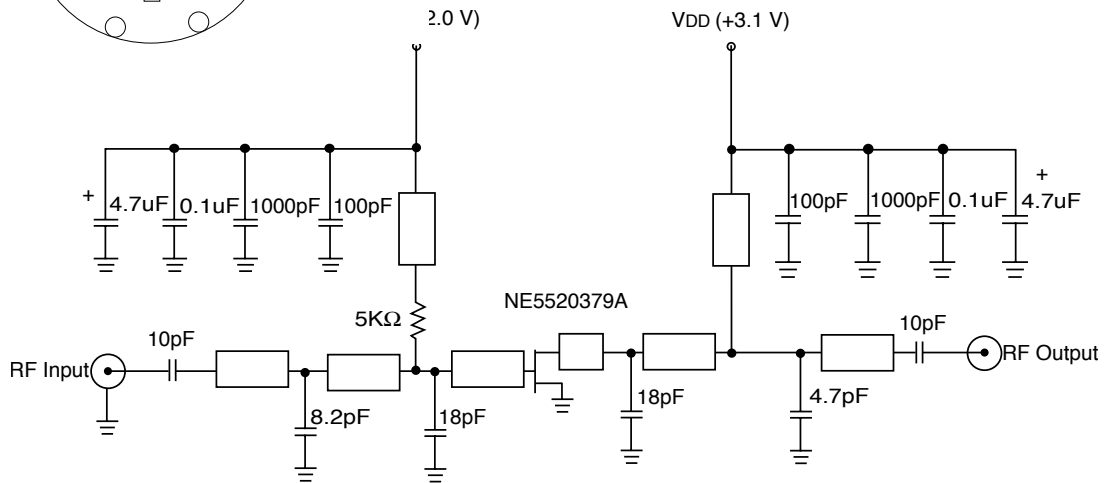 2.0 V)
VDD (+3.1 V)
+
4.7uF
0.1uF
1000pF
100pF
100pF
1000pF
0.1uF
+
4.7uF
5KΩ
NE5520379A
10pF
10pF
RF Input
RF Output
8.2pF
18pF
18pF
4.7pF